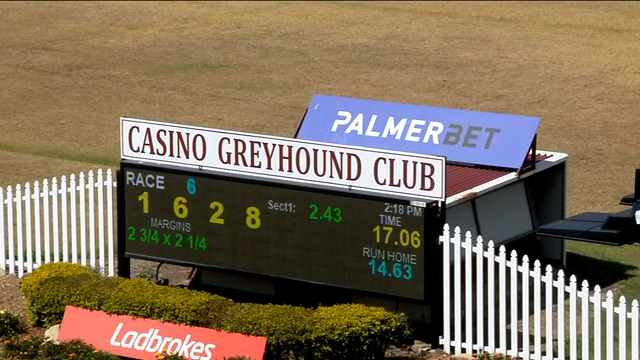 PALMERBET
CASINO GREYHOUND CLUB
RACE 6
2:18 PM
1 6 2 8
Sect1: 2.43
TIME
17.06
MARGINS
2 3/4 x 2 1/4
RUN HOME
14.63
Ladbrokes